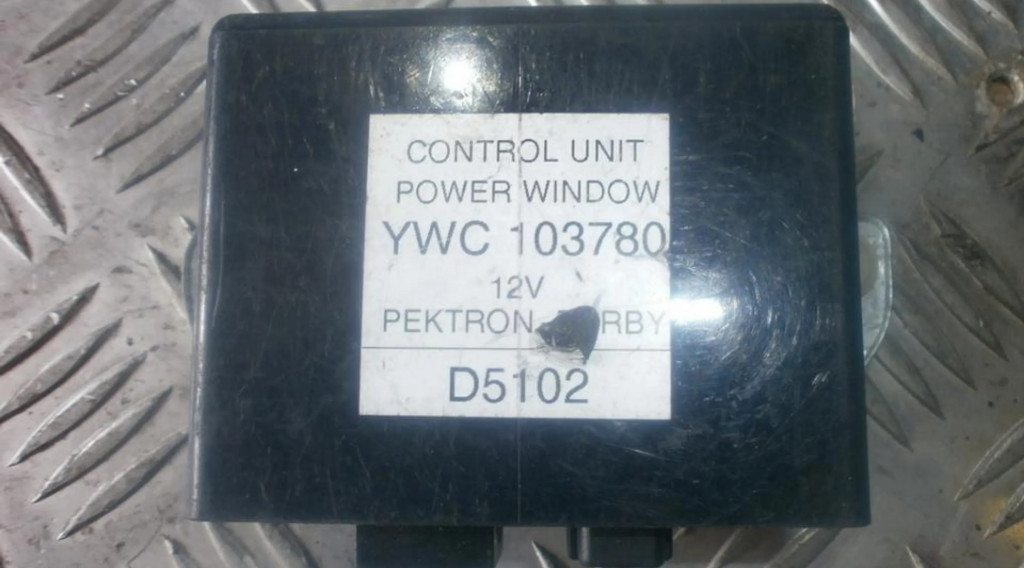 CONTROL UNIT
POWER WINDOW
YWC 103780
12V
PEKTRON
D5102